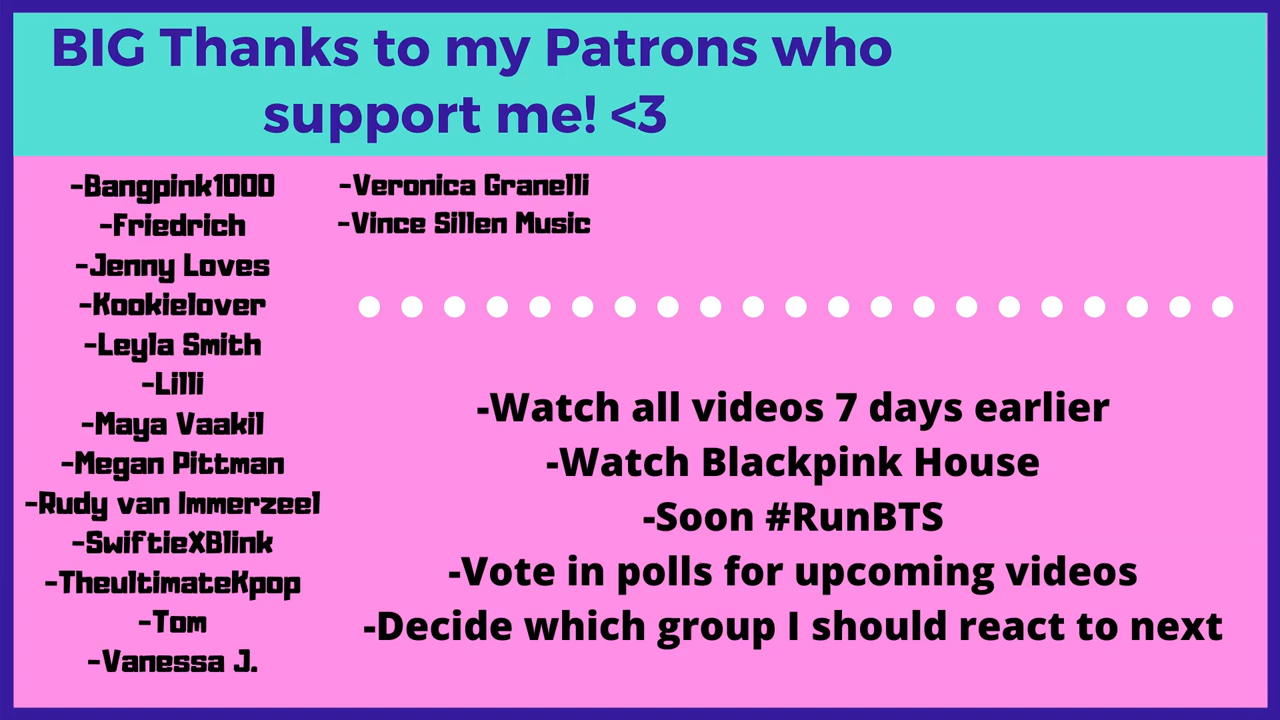 BIG Thanks to my Patrons who
support me! <3
-Bangpink1000
-Friedrich
-Jenny Loves
-Kookielover
-Leyla Smith
-Lilli
-Maya Vaakil
-Megan Pittman
-Rudy van Immerzeel
-SwiftieXBlink
-TheultimateKpop
-Tom
-Vanessa J.
-Veronica Granelli
-Vince Sillen Music
-Watch all videos 7 days earlier
-Watch Blackpink House
-Soon #RunBTS
-Vote in polls for upcoming videos
-Decide which group I should react to next